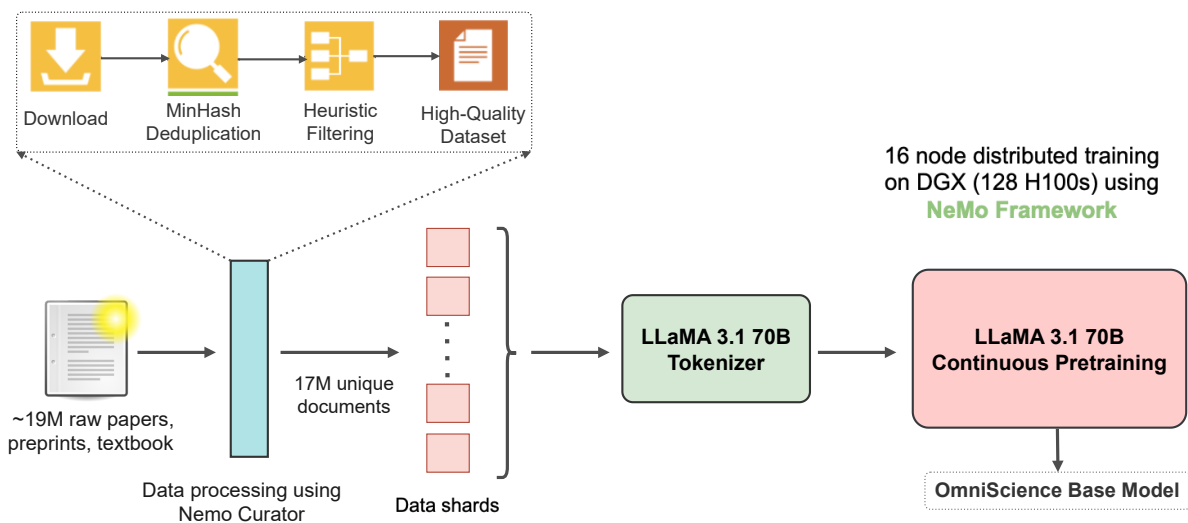 Download
MinHash
Deduplication
Heuristic
Filtering
High-Quality
Dataset
16 node distributed training
on DGX (128 H100s) using
NeMo Framework
~19M raw papers,
preprints, textbook
Data processing using
Nemo Curator
17M unique
documents
Data shards
LLaMA 3.1 70B
Tokenizer
LLaMA 3.1 70B
Continuous Pretraining
OmniScience Base Model